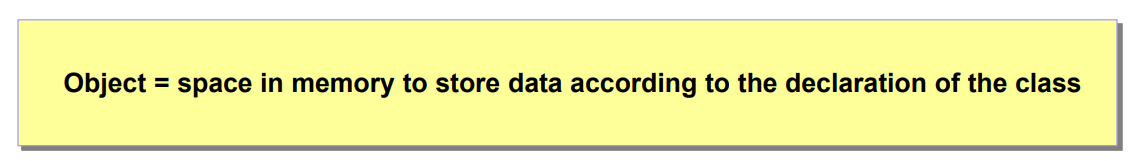 Object = space in memory to store data according to the declaration of the class